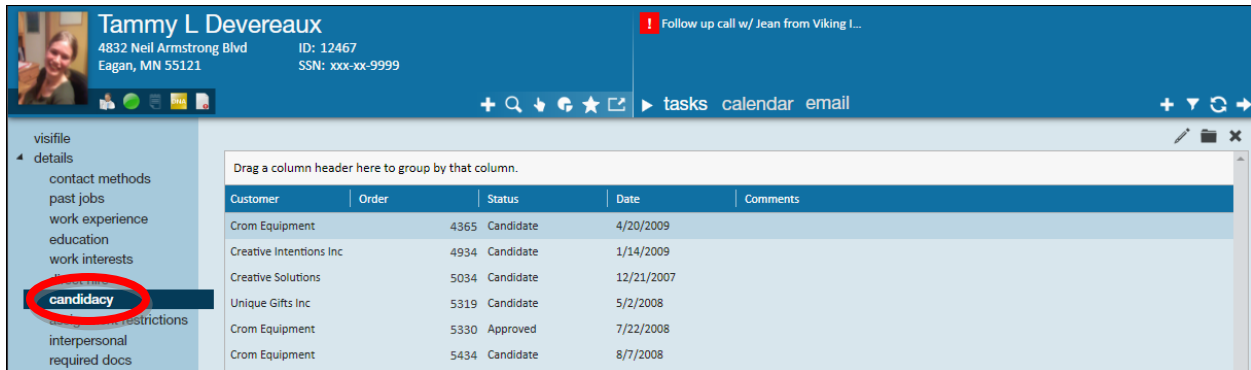 Tammy L Devereaux
4832 Neil Armstrong Blvd ID: 12467
Eagan, MN 55121 SSN: xxx-xx-9999
! Follow up call w/ Jean from Viking I...
tasks calendar email
visifile
details
contact methods
past jobs
work experience
education
work interests
candidacy
restrictions
interpersonal
required docs
Drag a column header here to group by that column.
Customer Order Status Date Comments
Crom Equipment 4365 Candidate 4/20/2009
Creative Intentions Inc 4934 Candidate 1/14/2009
Creative Solutions 5034 Candidate 12/21/2007
Unique Gifts Inc 5319 Candidate 5/2/2008
Crom Equipment 5330 Approved 7/22/2008
Crom Equipment 5434 Candidate 8/7/2008